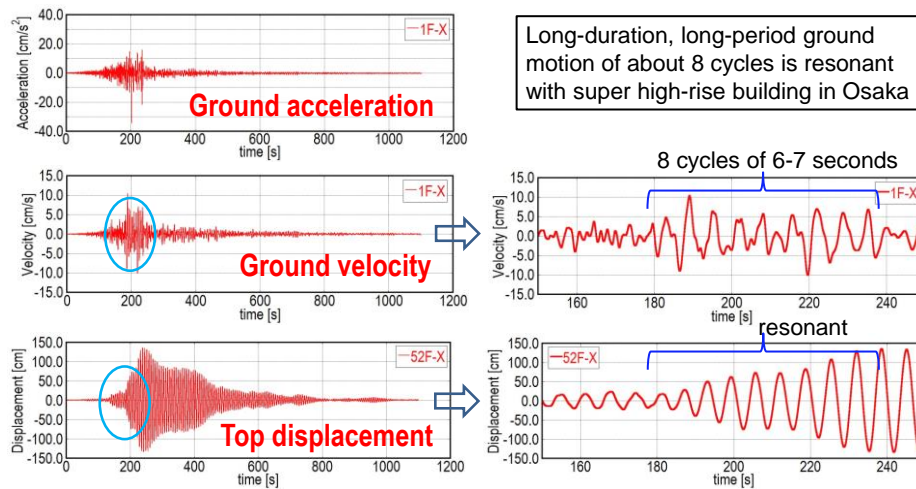 40.0
20.0
0.0
-20.0
-40.0
Acceleration [cm/s²]
1F-X
Ground acceleration
0 200 400 600 800 1000 1200
time [s]
Long-duration, long-period ground
motion of about 8 cycles is resonant
with super high-rise building in Osaka
15.0
10.0
5.0
0.0
-5.0
-10.0
-15.0
Velocity [cm/s]
1F-X
Ground velocity
0 200 400 600 800 1000 1200
time [s]
8 cycles of 6-7 seconds
15.0
10.0
5.0
0.0
-5.0
-10.0
-15.0
Velocity [cm/s]
1F-X
160 180 200 220 240
time [s]
150.0
100.0
50.0
0.0
-50.0
-100.0
-150.0
Displacement [cm]
52F-X
Top displacement
0 200 400 600 800 1000 1200
time [s]
resonant
150.0
100.0
50.0
0.0
-50.0
-100.0
-150.0
Displacement [cm]
52F-X
160 180 200 220 240
time [s]